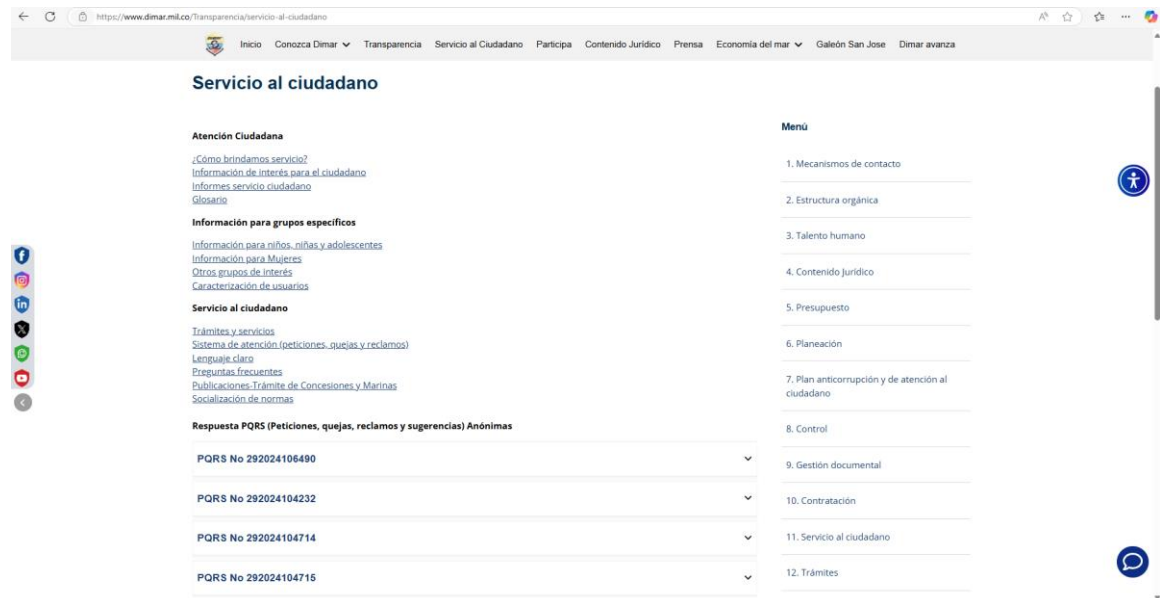 https://www.dimar.mil.co/Transparencia/servicio-al-ciudadano
Inicio Conozca Dimar Transparencia Servicio al Ciudadano Participa Contenido Jurídico Prensa Economía del mar Galeón San Jose Dimar avanza
Servicio al ciudadano
Atención Ciudadana
¿Cómo brindamos servicio?
Información de interés para el ciudadano
Informes servicio ciudadano
Glosario
Información para grupos específicos
Información para niños, niñas y adolescentes
Información para Mujeres
Otros grupos de interés
Caracterización de usuarios
Servicio al ciudadano
Trámites y servicios
Sistema de atención (peticiones, quejas y reclamos)
Lenguaje claro
Preguntas frecuentes
Publicaciones-Trámite de Concesiones y Marinas
Socialización de normas
Respuesta PQRS (Peticiones, quejas, reclamos y sugerencias) Anónimas
PQRS No 292024106490
PQRS No 292024104232
PQRS No 292024104714
PQRS No 292024104715
Menú
1. Mecanismos de contacto
2. Estructura orgánica
3. Talento humano
4. Contenido Jurídico
5. Presupuesto
6. Planeación
7. Plan anticorrupción y de atención al
ciudadano
8. Control
9. Gestión documental
10. Contratación
11. Servicio al ciudadano
12. Trámites